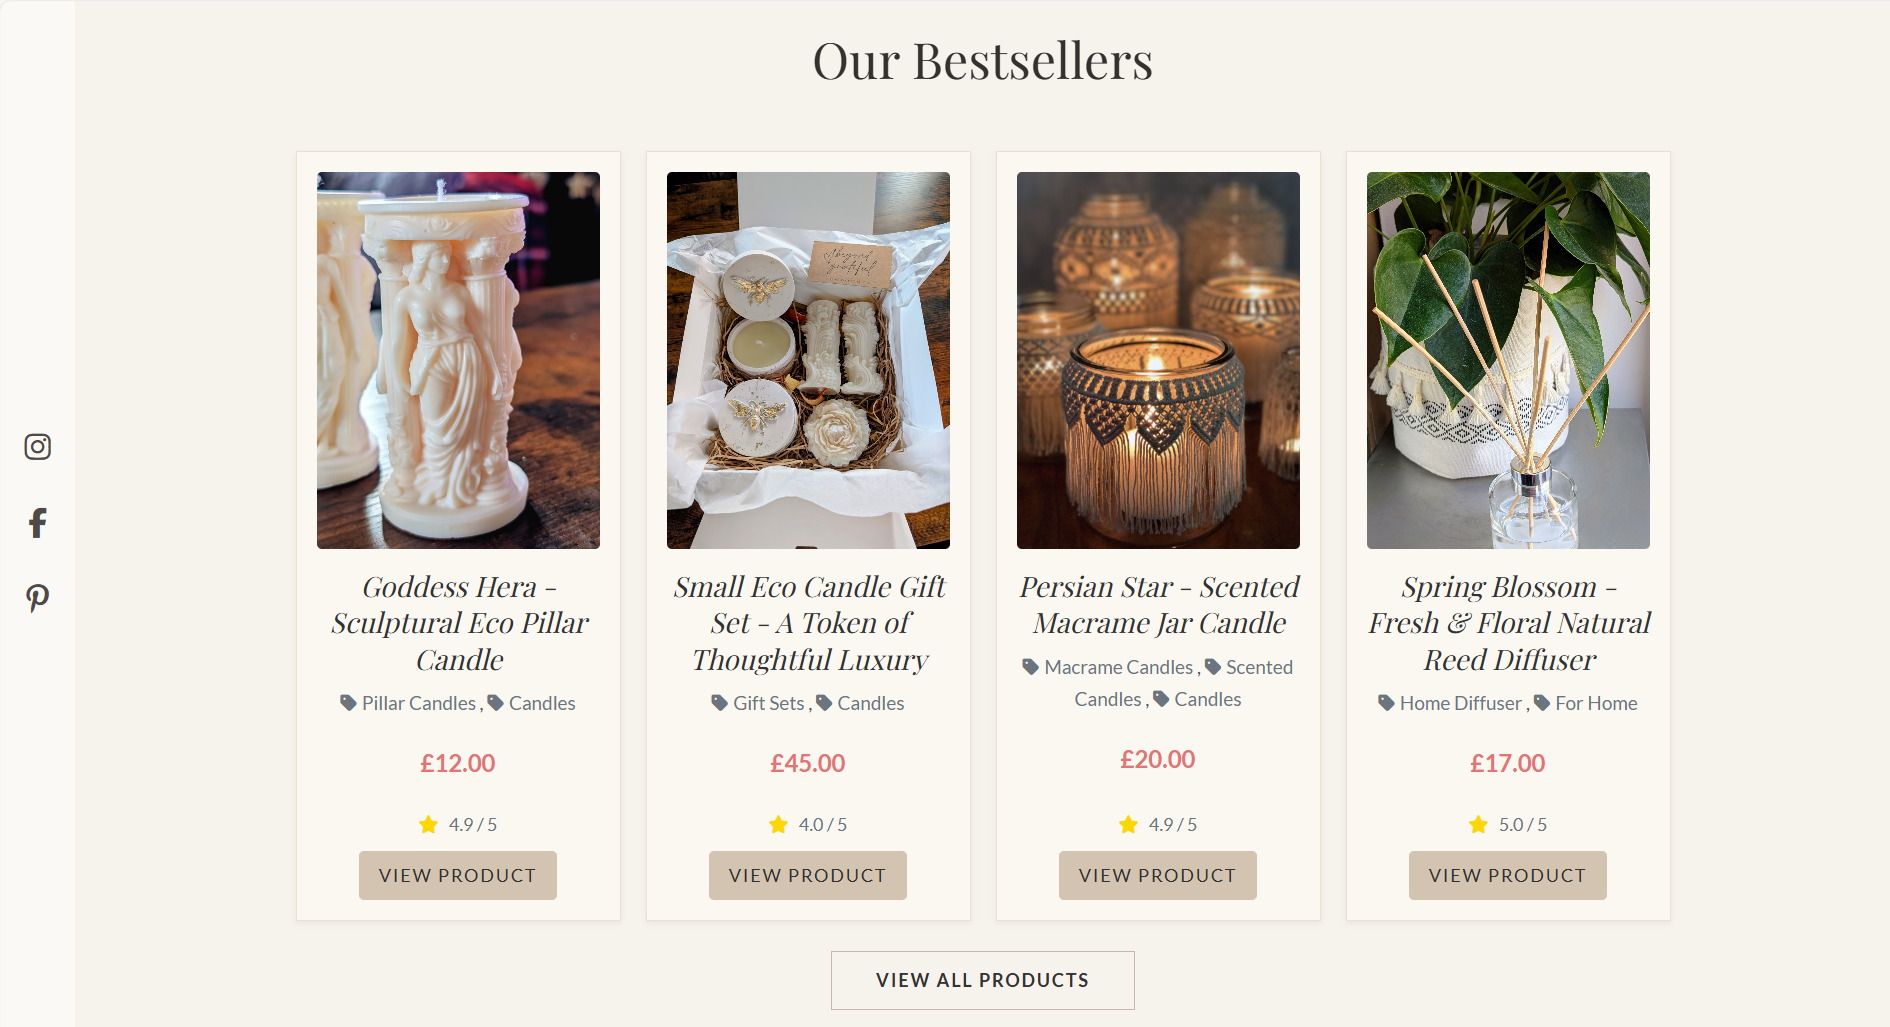 Our Bestsellers
Goddess Hera -
Sculptural Eco Pillar
Candle
Pillar Candles , Candles
£12.00
4.9 / 5
VIEW PRODUCT
beyond
grateful
Small Eco Candle Gift
Set - A Token of
Thoughtful Luxury
Gift Sets , Candles
£45.00
4.0 / 5
VIEW PRODUCT
Persian Star - Scented
Macrame Jar Candle
Macrame Candles , Scented
Candles , Candles
£20.00
4.9 / 5
VIEW PRODUCT
Spring Blossom -
Fresh & Floral Natural
Reed Diffuser
Home Diffuser , For Home
£17.00
5.0 / 5
VIEW PRODUCT
VIEW ALL PRODUCTS